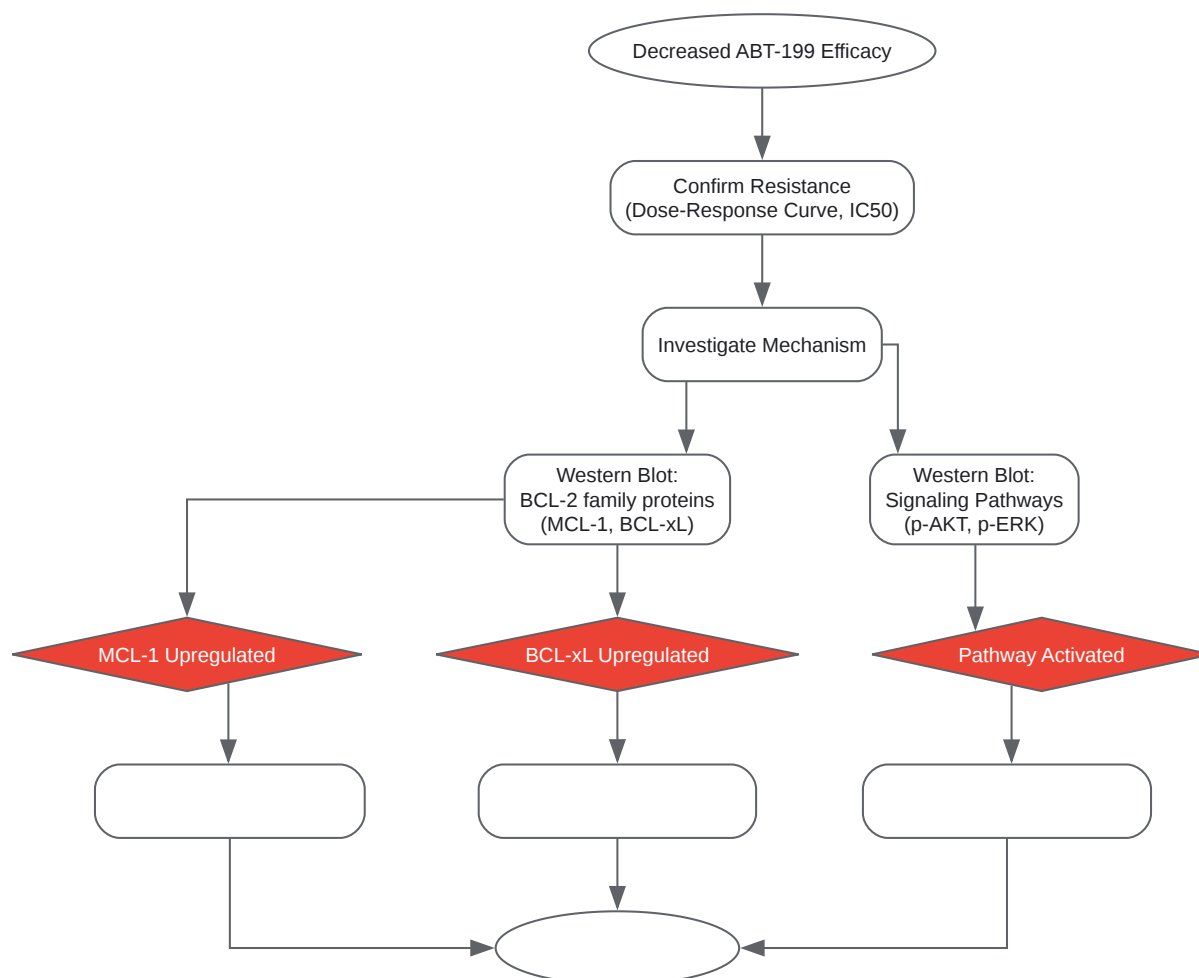 Decreased ABT-199 Efficacy
Confirm Resistance
(Dose-Response Curve, IC50)
Investigate Mechanism
Western Blot:
BCL-2 family proteins
(MCL-1, BCL-xL)
Western Blot:
Signaling Pathways
(p-AKT, p-ERK)
MCL-1 Upregulated
BCL-xL Upregulated
Pathway Activated